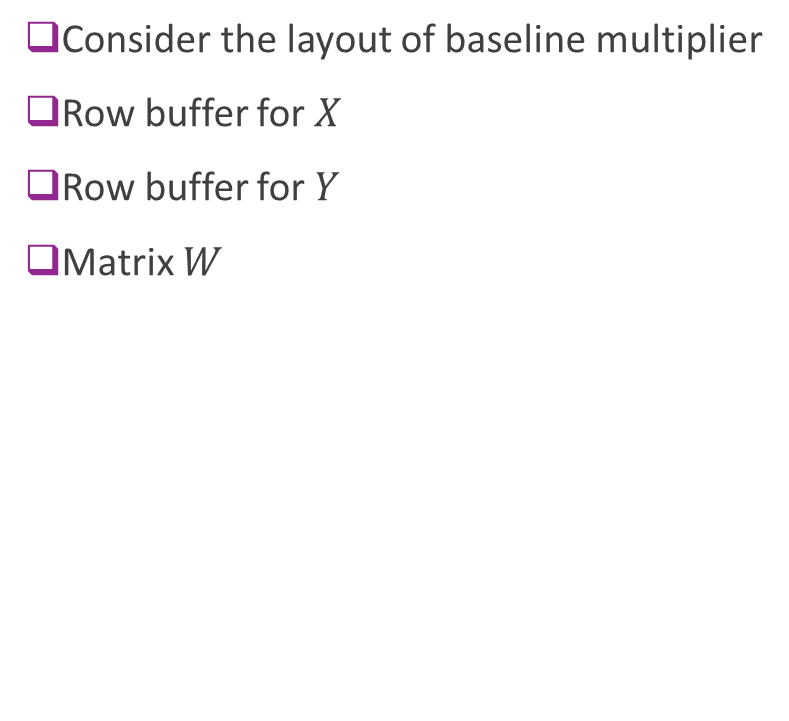 Consider the layout of baseline multiplier
Row buffer for X
Row buffer for Y
Matrix W